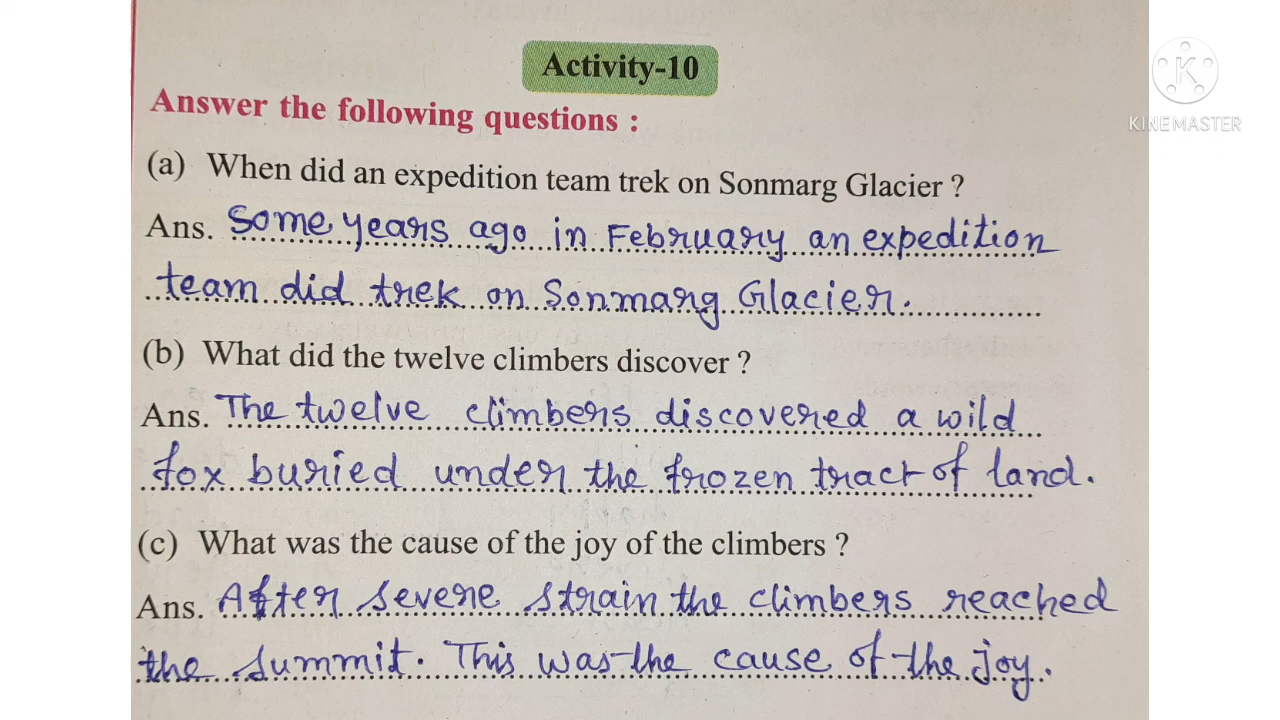 Activity-10
K
KINEMASTER
Answer the following questions :
(a) When did an expedition team trek on Sonmarg Glacier ?
Ans. Some years ago in February an expedition
team did trek on Sonmarg Glacier.
(b) What did the twelve climbers discover ?
Ans. The twelve climbers discovered a wild
fox buried under the frozen tract of land.
(c) What was the cause of the joy of the climbers ?
Ans. After severe strain the climbers reached
the summit. This was the cause of the joy.